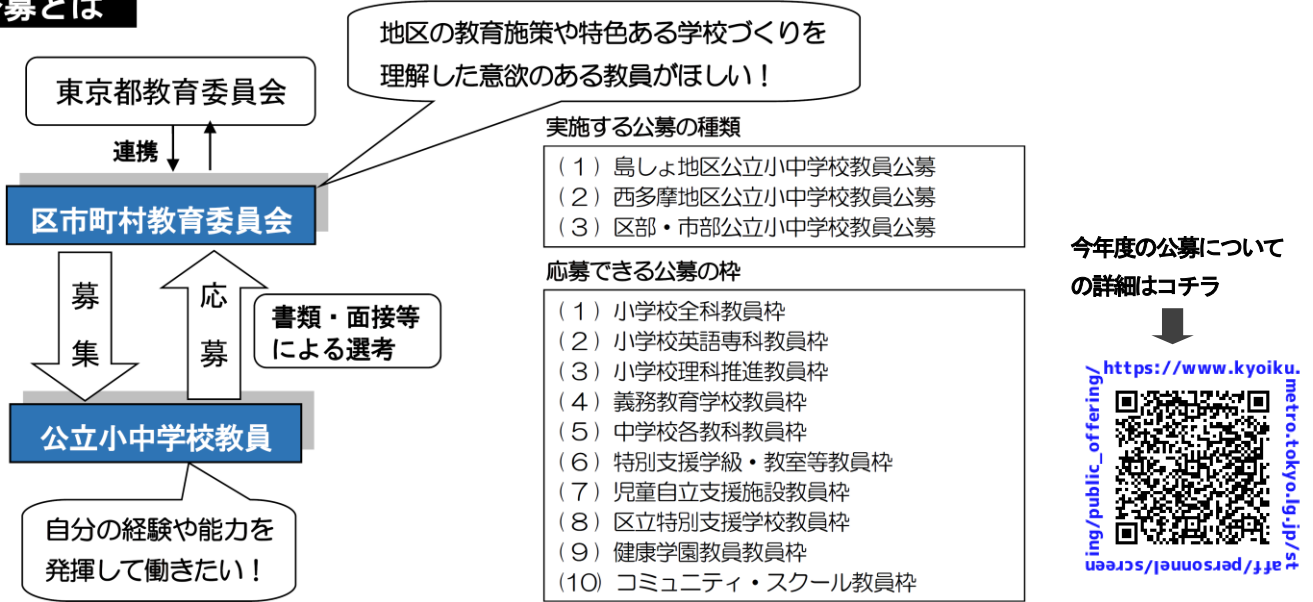 募とは
地区の教育施策や特色ある学校づくりを
理解した意欲のある教員がほしい！
東京都教育委員会
連携
区市町村教育委員会
募集
応募
書類・面接等
による選考
公立小中学校教員
自分の経験や能力を
発揮して働きたい！
実施する公募の種類
（１）島しょ地区公立小中学校教員公募
（２）西多摩地区公立小中学校教員公募
（３）区部・市部公立小中学校教員公募
応募できる公募の枠
（１）小学校全科教員枠
（２）小学校英語専科教員枠
（３）小学校理科推進教員枠
（４）義務教育学校教員枠
（５）中学校各教科教員枠
（６）特別支援学級・教室等教員枠
（７）児童自立支援施設教員枠
（８）区立特別支援学校教員枠
（９）健康学園教員教員枠
(10) コミュニティ・スクール教員枠
今年度の公募について
の詳細はコチラ
https://www.kyoiku.
metro.tokyo.lg.jp/st
aff/personnel/screen
ing/public_offering/